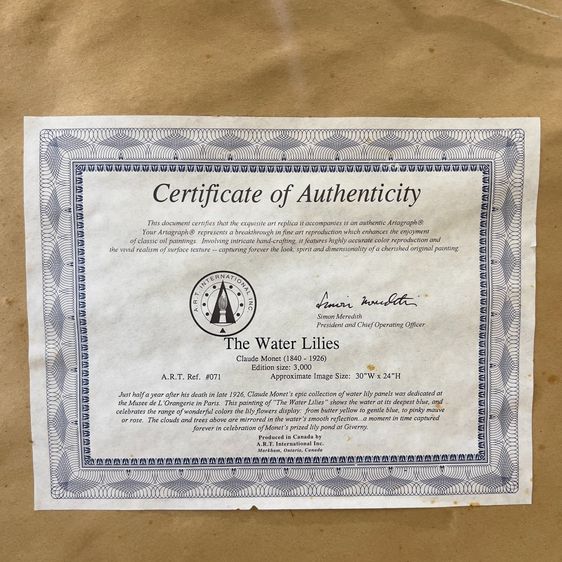 Certificate of Authenticity
This document certifies that the exquisite art replica it accompanies is an authentic Artagraph®
Your Artagraph® represents a breakthrough in fine art reproduction which enhances the enjoyment
of classic oil paintings. Involving intricate hand-crafting, it features highly accurate color reproduction and
the vivid realism of surface texture -- capturing forever the look, spirit and dimensionality of a cherished original painting.
A.R.T. INTERNATIONAL INC.
Simon Meredith
Simon Meredith
President and Chief Operating Officer
The Water Lilies
Claude Monet (1840 - 1926)
Edition size: 3,000
A.R.T. Ref. #071 Approximate Image Size: 30"W x 24"H
Just half a year after his death in late 1926, Claude Monet's epic collection of water lily panels was dedicated at
the Musee de L'Orangerie in Paris. This painting of "The Water Lilies" shows the water at its deepest blue, and
celebrates the range of wonderful colors the lily flowers display: from butter yellow to gentle blue, to pinky mauve
or rose. The clouds and trees above are mirrored in the water's smooth reflection...a moment in time captured
forever in celebration of Monet's prized lily pond at Giverny.
Produced in Canada by
A.R.T. International Inc.
Markham, Ontario, Canada